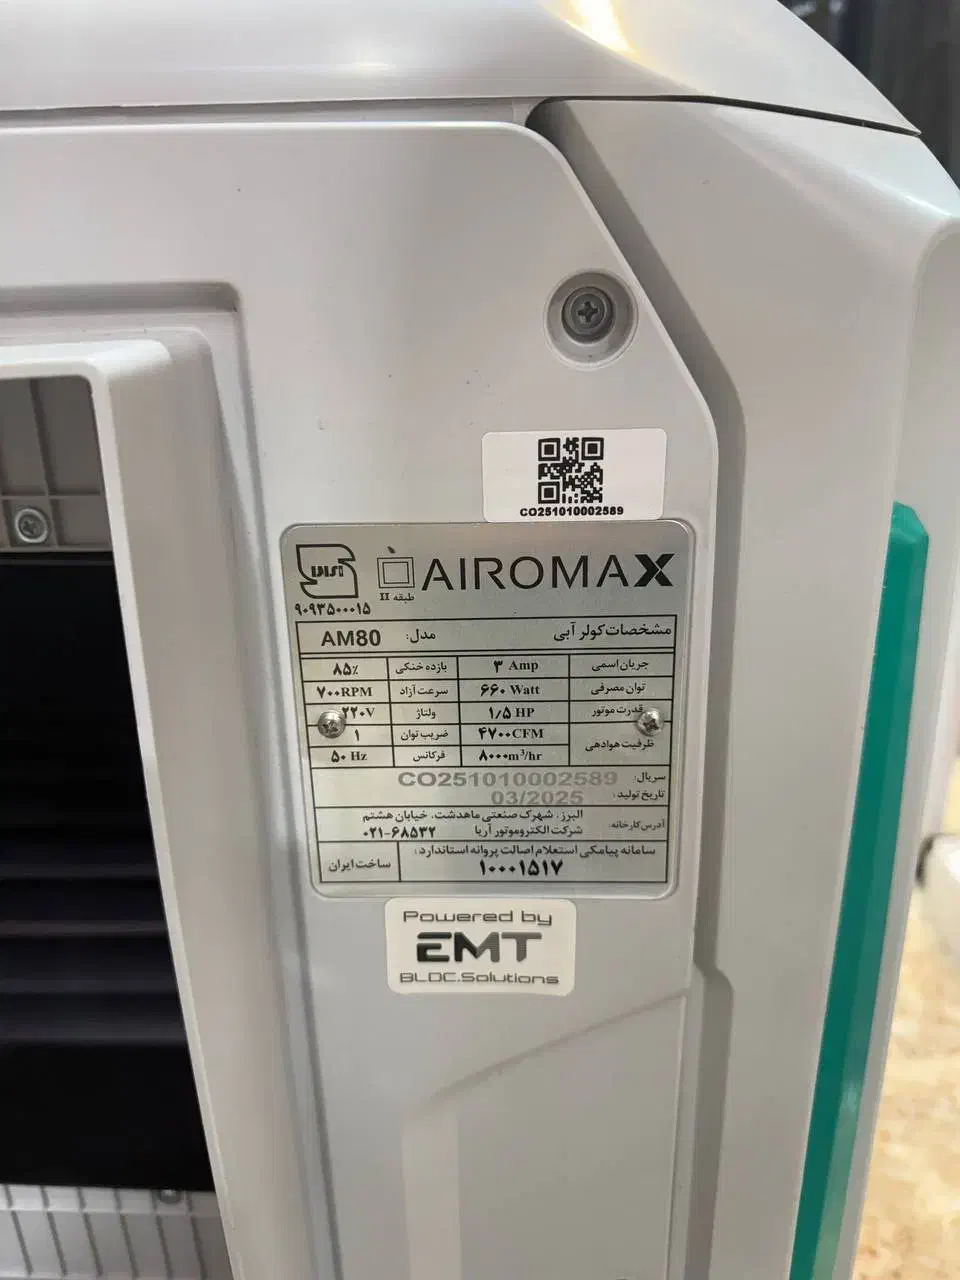 CO251010002589
AIROMAX
طبقه II
۹۰۹۳۵۰۰۰۱۵
مشخصات کولر آبی
مدل: AM80
جریان اسمی ۳ Amp بازده خنکی ۸۵٪
توان مصرفی ۶۶۰ Watt سرعت آزاد ۷۰۰RPM
قدرت موتور ۱/۵ HP ولتاژ ۲۲۰V
ظرفیت هوادهی ۴۷۰۰CFM ضریب توان ۱
۸۰۰۰m³/hr فرکانس ۵۰ Hz
سریال: CO251010002589
تاریخ تولید: 03/2025
آدرس کارخانه: البرز، شهرک صنعتی ماهدشت، خیابان هشتم
شرکت الکتروموتور آریا ۰۲۱-۶۸۵۳۲
سامانه پیامکی استعلام اصالت پروانه استاندارد:
۱۰۰۰۱۵۱۷
ساخت ایران
Powered by
EMT
BLDC.Solutions